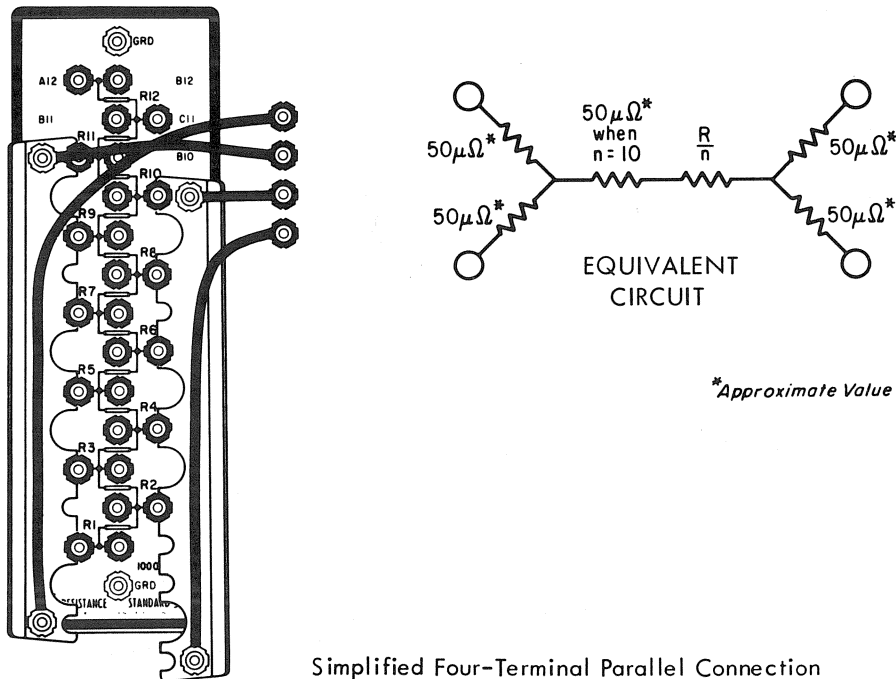 GRD
A12
B12
R12
B11
C11
R11
B10
R10
R9
R8
R7
R6
R5
R4
R3
R2
R1
1000
GRD
STANDARD
50μΩ*
50μΩ*
50μΩ*
when
n=10
R
n
50μΩ*
50μΩ*
EQUIVALENT
CIRCUIT
*Approximate Value
Simplified Four-Terminal Parallel Connection